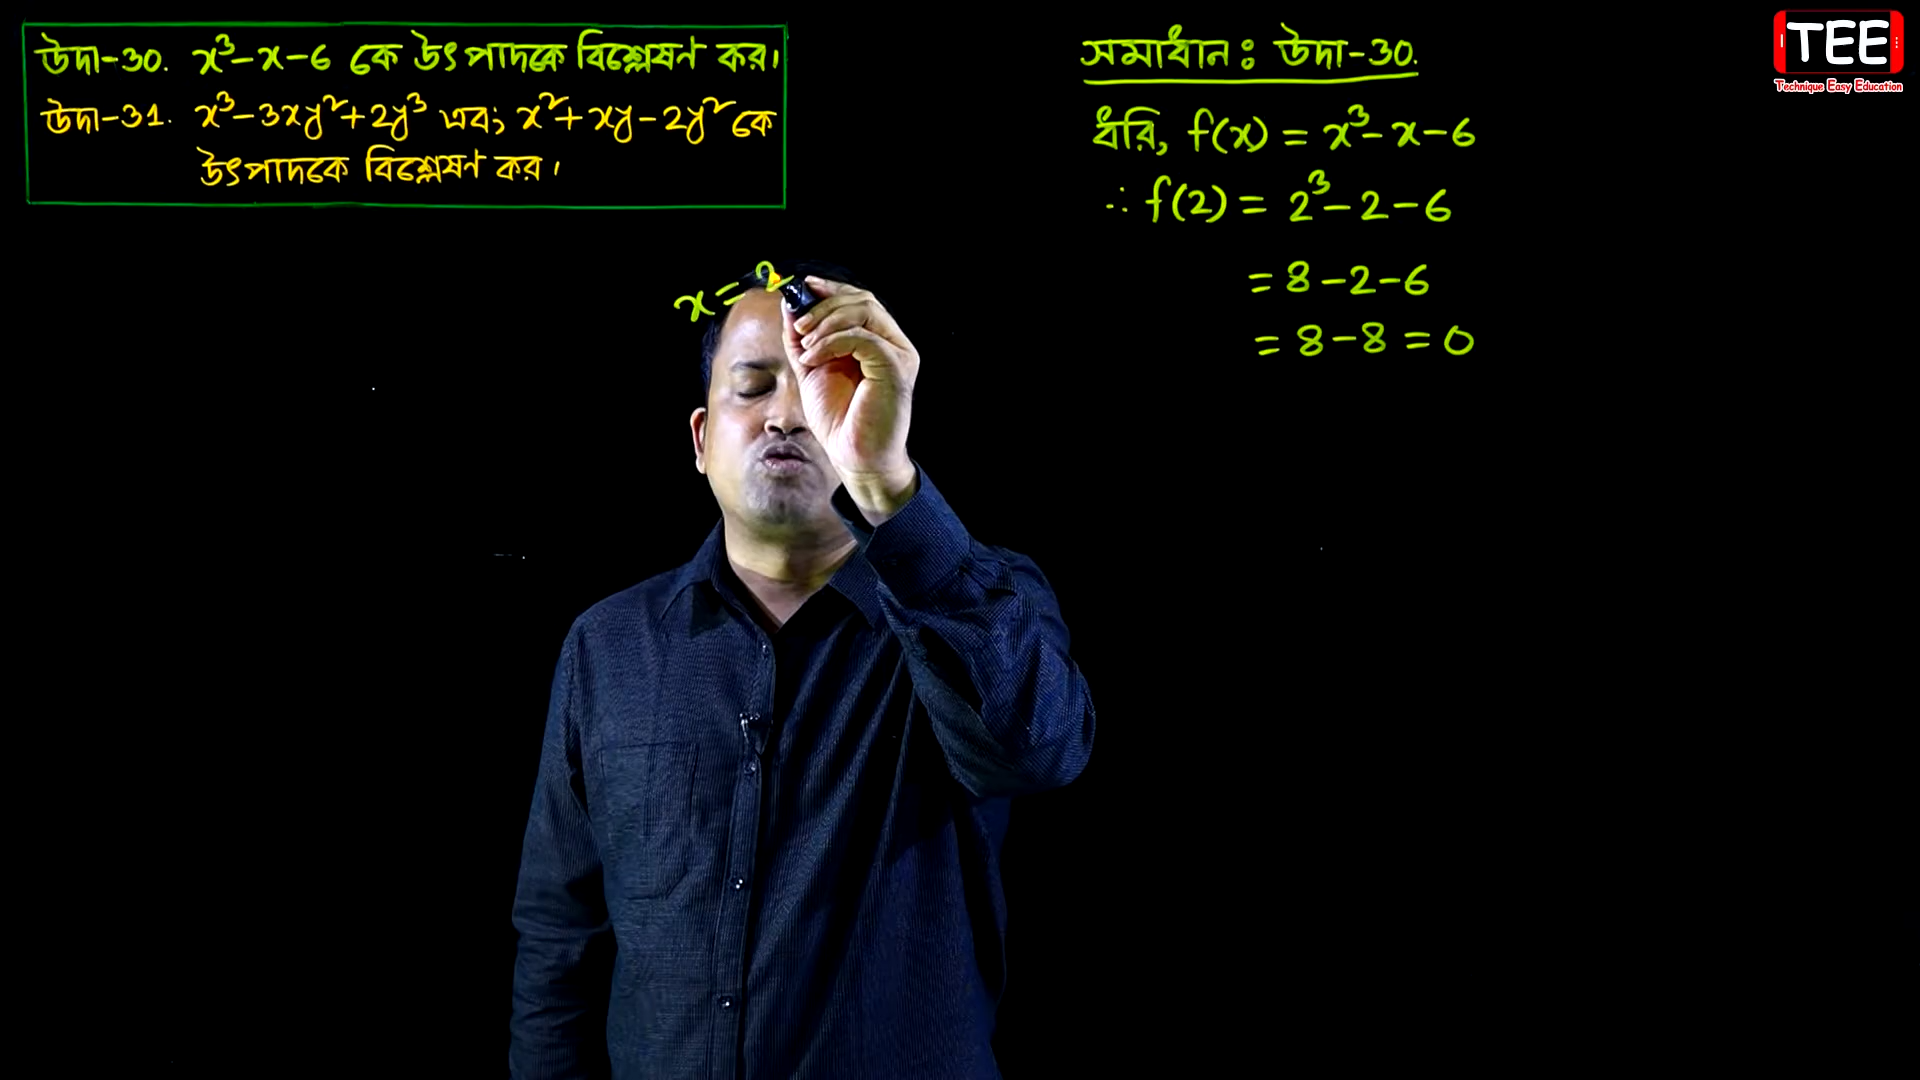 উদা-30. x³-x-6 কে উৎপাদকে বিশ্লেষণ কর।
উদা-31. x³-3xy²+2y³ এবং x²+xy-2y² কে
উৎপাদকে বিশ্লেষণ কর।
x=2
সমাধান: উদা-30.
ধরি, f(x) = x³-x-6
∴ f(2) = 2³-2-6
= 8-2-6
= 8-8 = 0
TEE
Technique Easy Education